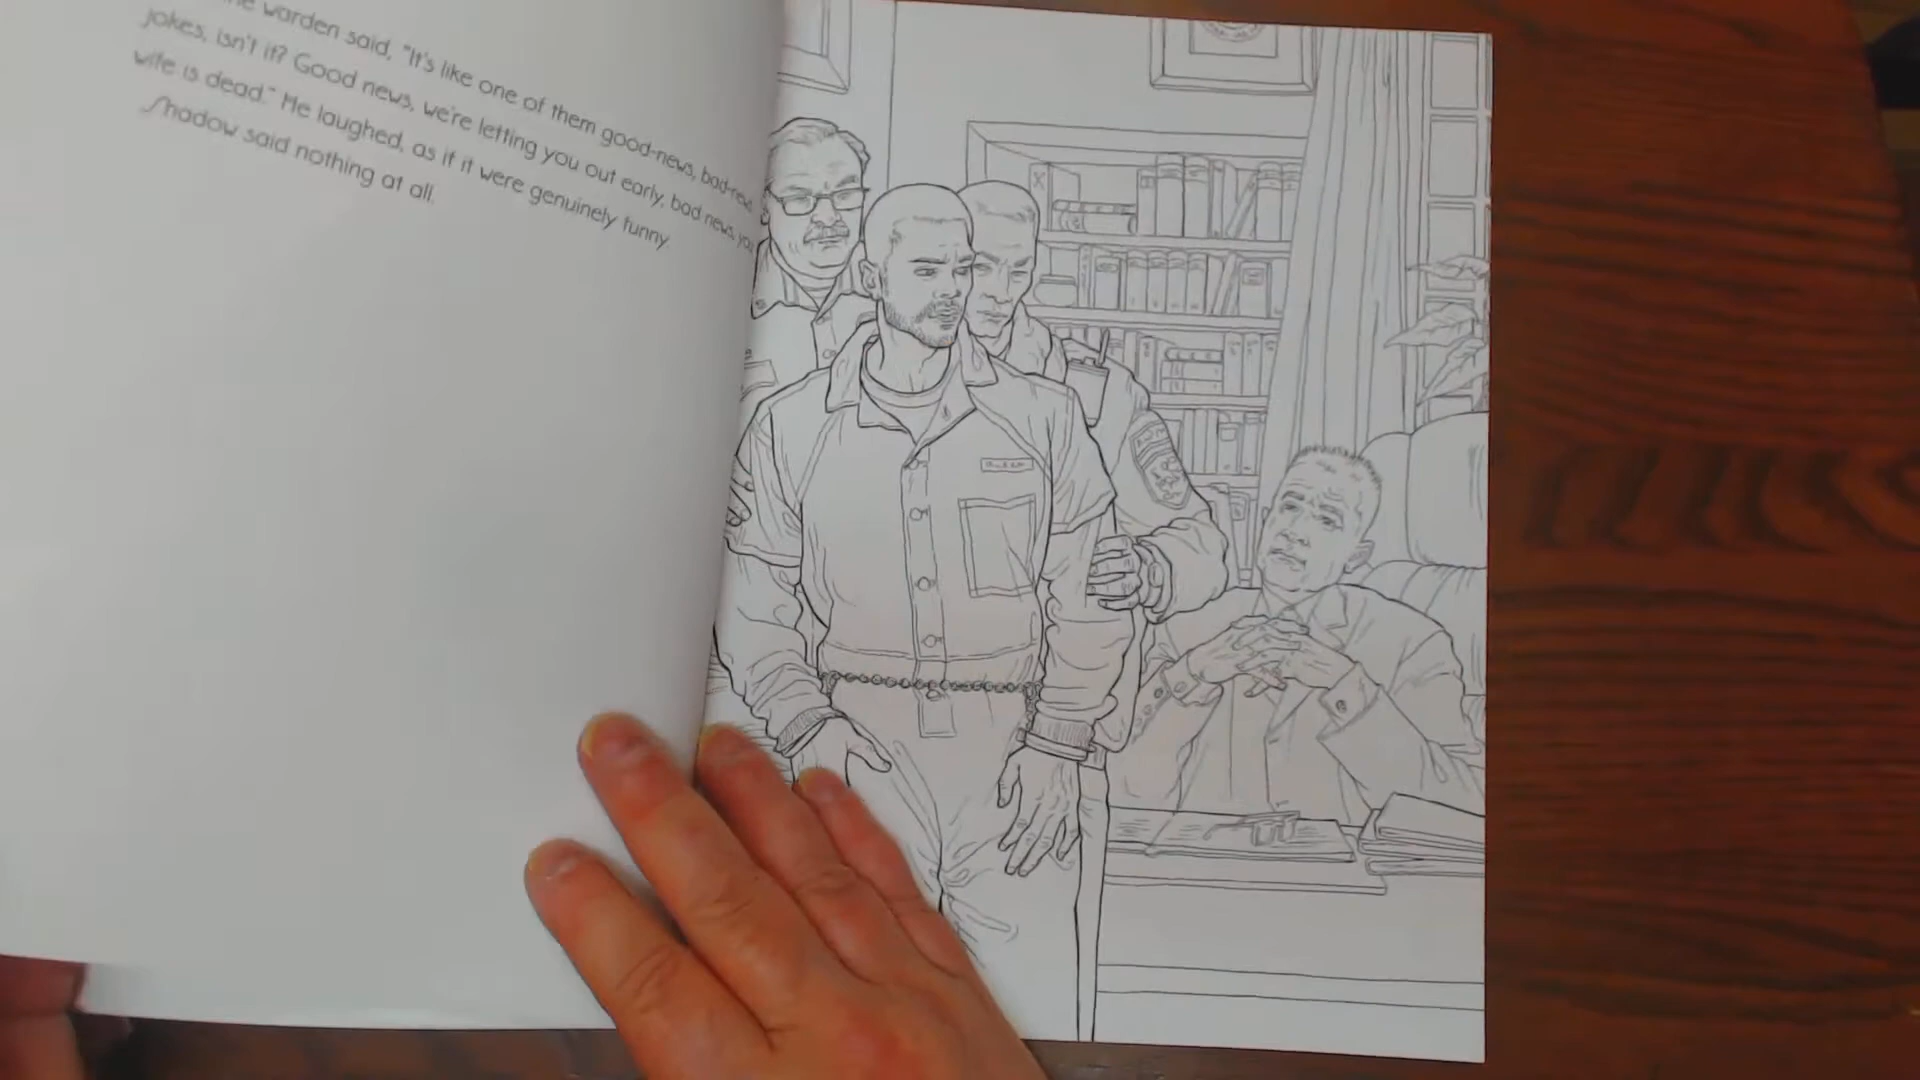 he warden said, "It's like one of them good-news, bad-news
jokes, isn't it? Good news, we're letting you out early, bad news, your
wife is dead." He laughed, as if it were genuinely funny.
Shadow said nothing at all.